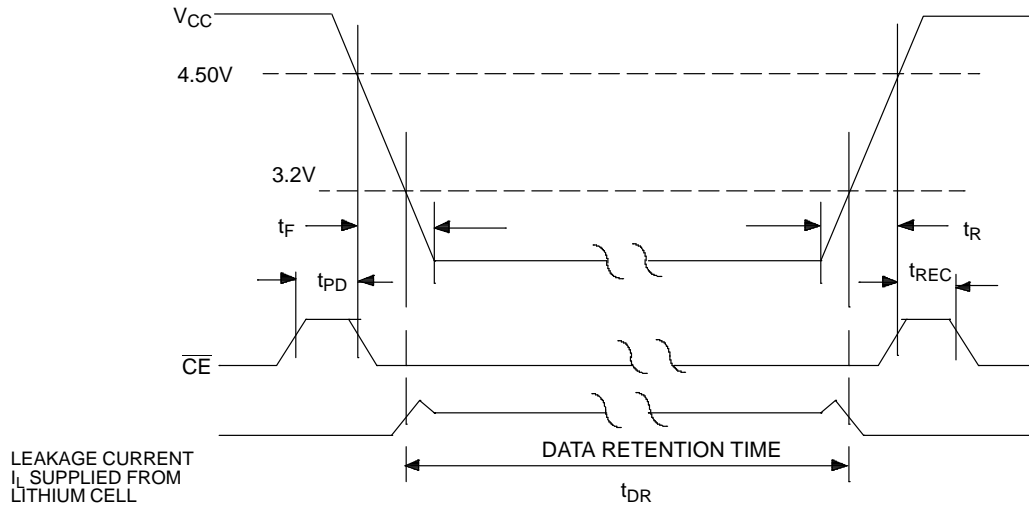 VCC
4.50V
3.2V
tF
tR
tPD
tREC
CE
LEAKAGE CURRENT
IL SUPPLIED FROM
LITHIUM CELL
DATA RETENTION TIME
tDR